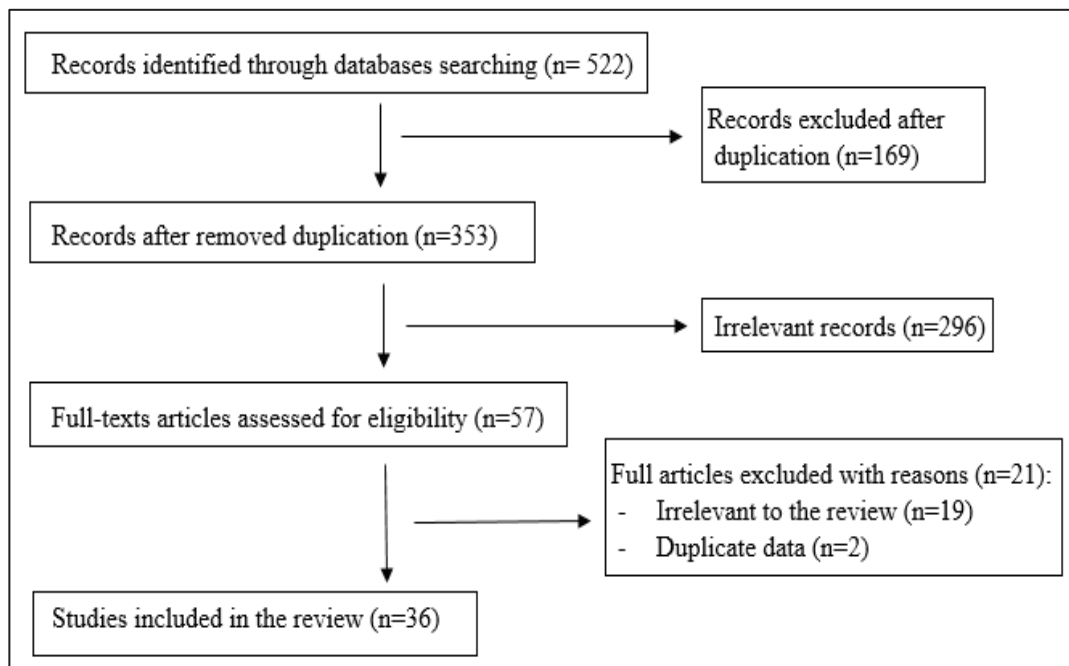 Records identified through databases searching (n= 522)
Records excluded after
duplication (n=169)
Records after removed duplication (n=353)
Irrelevant records (n=296)
Full-texts articles assessed for eligibility (n=57)
Full articles excluded with reasons (n=21):
- Irrelevant to the review (n=19)
- Duplicate data (n=2)
Studies included in the review (n=36)